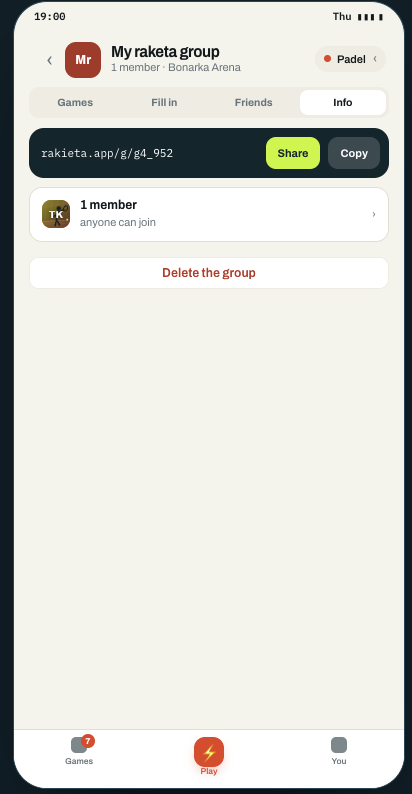 19:00
Thu
‹
Mr
My raketa group
1 member · Bonarka Arena
Padel ‹
Games
Fill in
Friends
Info
rakieta.app/g/g4_952
Share
Copy
TK
1 member
anyone can join
›
Delete the group
7
Games
Play
You